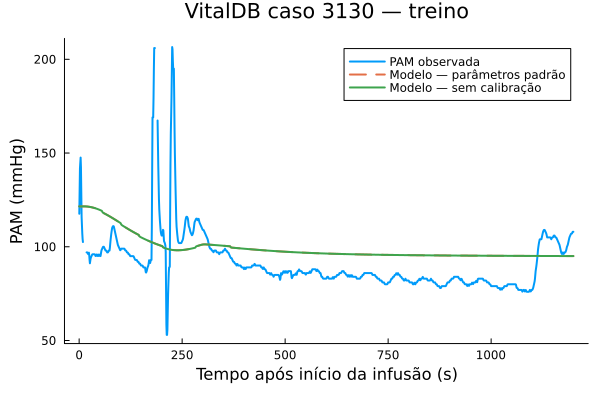 VitalDB caso 3130 — treino
PAM (mmHg)
200
150
100
50
PAM observada
Modelo — parâmetros padrão
Modelo — sem calibração
0
250
500
750
1000
Tempo após início da infusão (s)